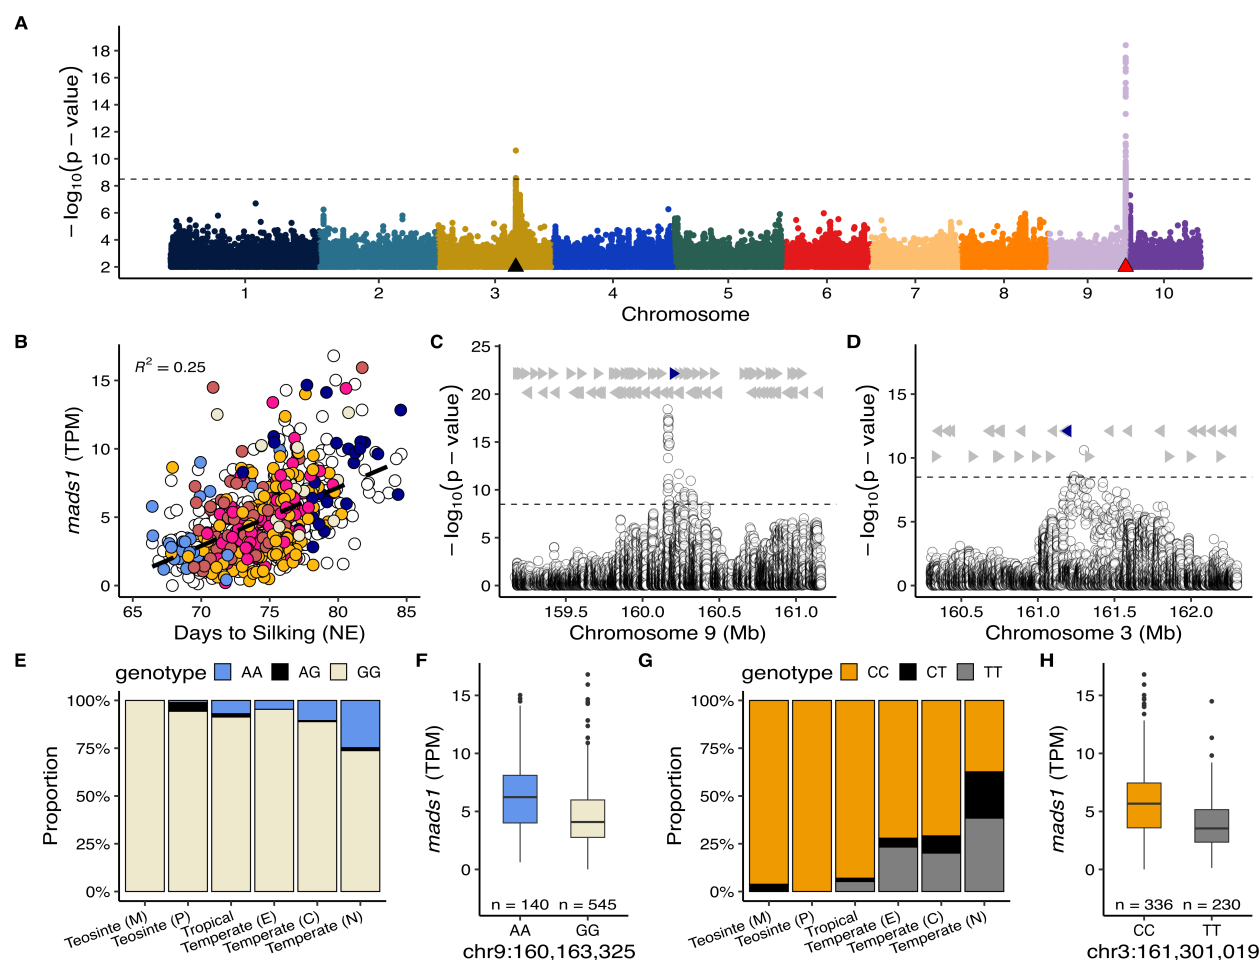 A
− log10(p − value)
18
16
14
12
10
8
6
4
2
1 2 3 4 5 6 7 8 9 10
Chromosome
B
R2 = 0.25
mads1 (TPM)
15
10
5
0
65 70 75 80 85
Days to Silking (NE)
C
− log10(p − value)
25
20
15
10
5
0
159.5 160.0 160.5 161.0
Chromosome 9 (Mb)
D
− log10(p − value)
15
10
5
0
160.5 161.0 161.5 162.0
Chromosome 3 (Mb)
E
genotype AA AG GG
Proportion
100%
75%
50%
25%
0%
Teosinte (M)
Teosinte (P)
Tropical
Temperate (E)
Temperate (C)
Temperate (N)
F
mads1 (TPM)
15
10
5
0
n = 140 n = 545
AA GG
chr9:160,163,325
G
genotype CC CT TT
Proportion
100%
75%
50%
25%
0%
Teosinte (M)
Teosinte (P)
Tropical
Temperate (E)
Temperate (C)
Temperate (N)
H
mads1 (TPM)
15
10
5
0
n = 336 n = 230
CC TT
chr3:161,301,019